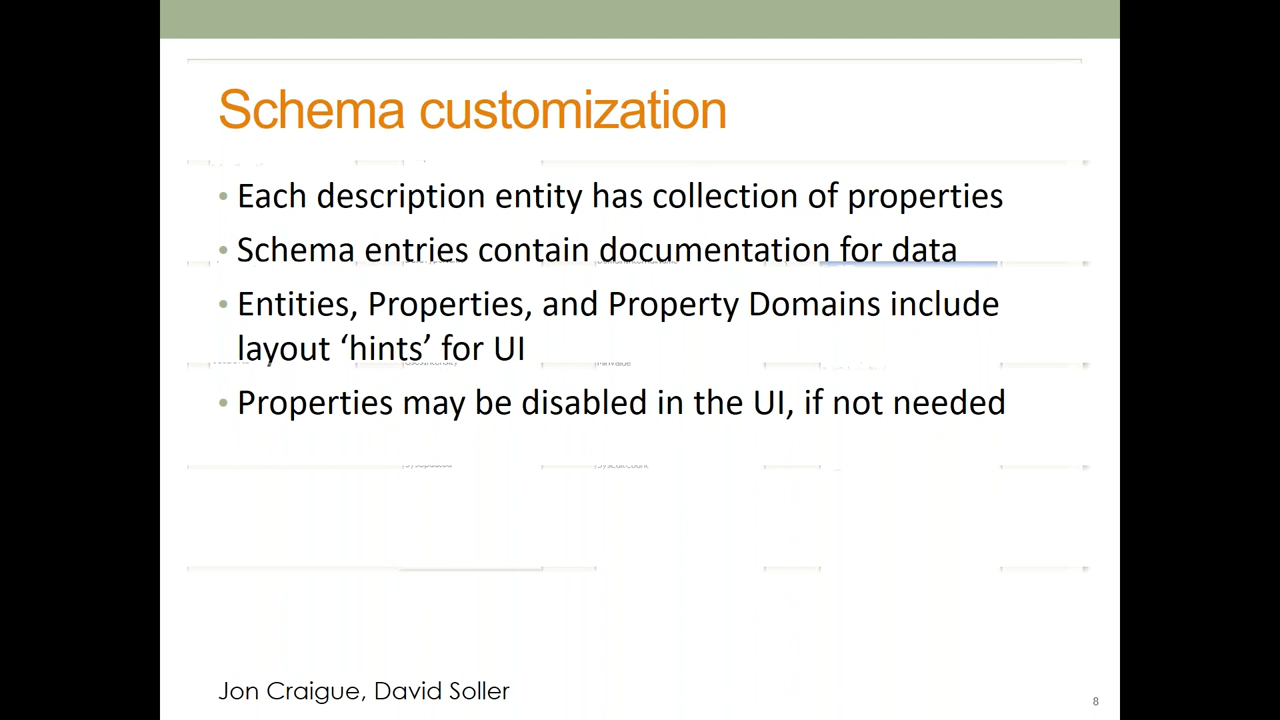 Schema customization
• Each description entity has collection of properties
• Schema entries contain documentation for data
• Entities, Properties, and Property Domains include
layout ‘hints’ for UI
• Properties may be disabled in the UI, if not needed
Jon Craigue, David Soller
8